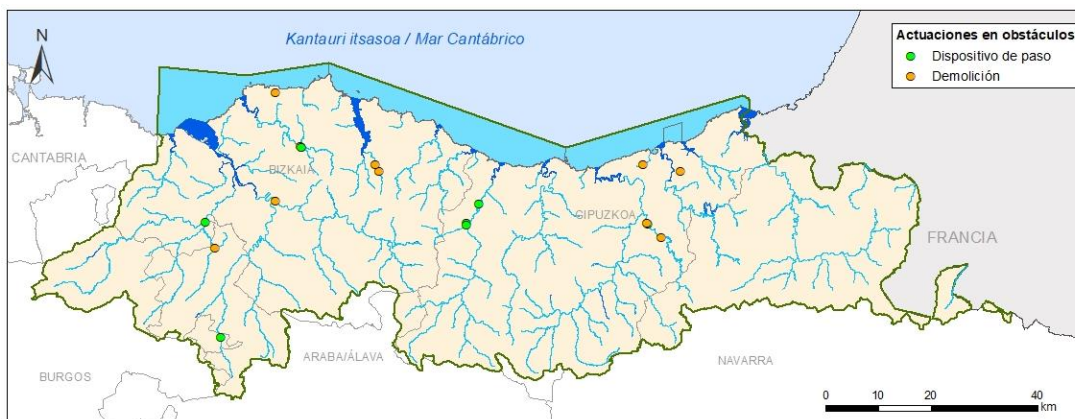 N
Kantauri itsasoa / Mar Cantábrico
Actuaciones en obstáculos
Dispositivo de paso
Demolición
CANTABRIA
BIZKAIA
GIPUZKOA
FRANCIA
ARABA/ÁLAVA
NAVARRA
BURGOS
0 10 20 40
km